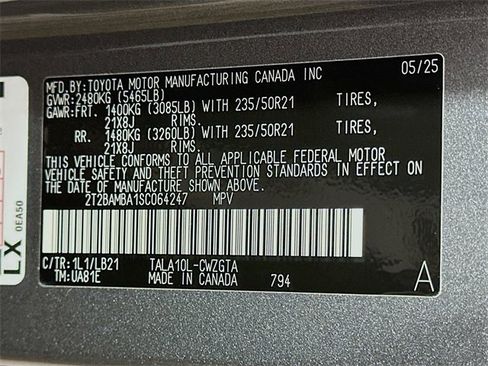 MFD.BY:TOYOTA MOTOR MANUFACTURING CANADA INC 05/25
GVWR:2480KG (5465LB)
GAWR:FRT. 1400KG (3085LB) WITH 235/50R21 TIRES,
21X8J RIMS.
RR. 1480KG (3260LB) WITH 235/50R21 TIRES,
21X8J RIMS.
THIS VEHICLE CONFORMS TO ALL APPLICABLE FEDERAL MOTOR
VEHICLE SAFETY AND THEFT PREVENTION STANDARDS IN EFFECT ON
THE DATE OF MANUFACTURE SHOWN ABOVE.
2T2BAMBA1SC064247 MPV
C/TR:1L1/LB21 TALA10L-CWZGTA
TM:UA81E MADE IN CANADA 794 A
LX
0EA50